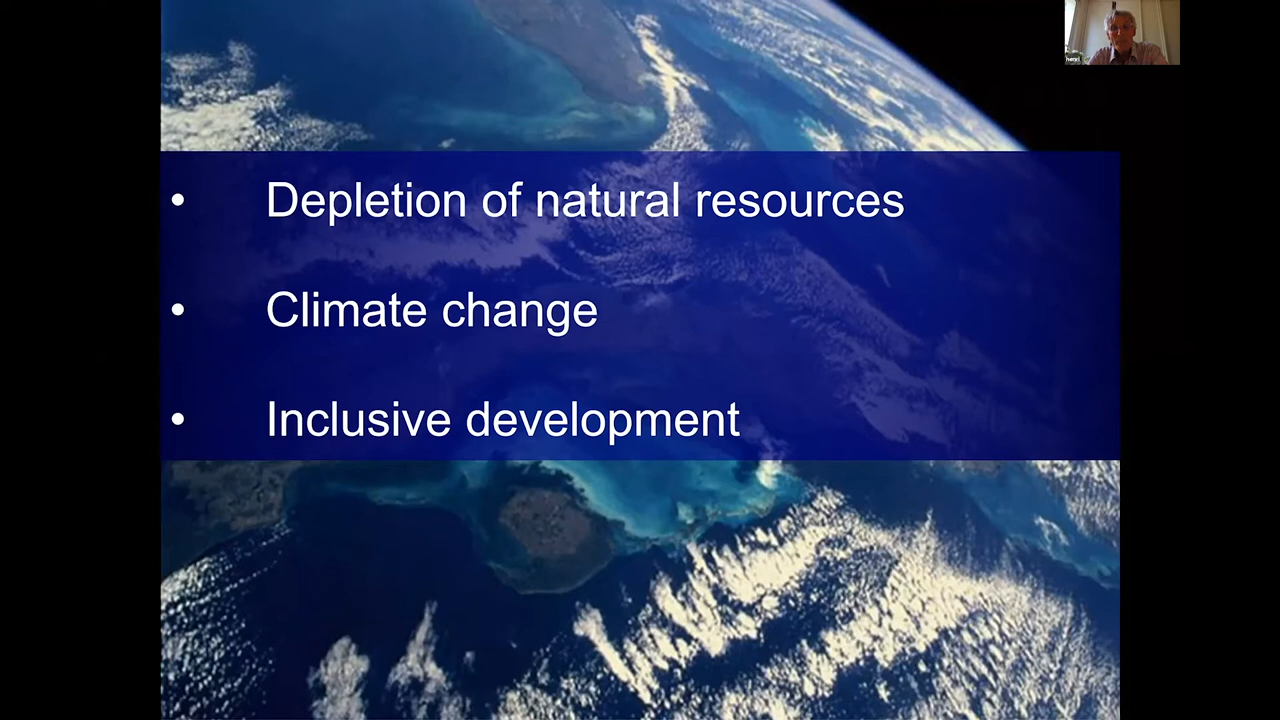 • Depletion of natural resources
• Climate change
• Inclusive development